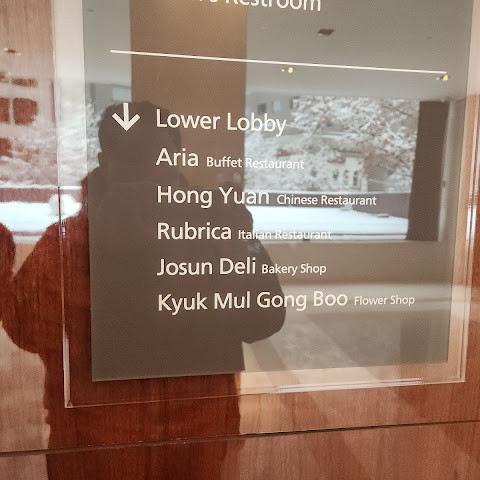 Restroom
Lower Lobby
Aria Buffet Restaurant
Hong Yuan Chinese Restaurant
Rubrica Italian Restaurant
Josun Deli Bakery Shop
Kyuk Mul Gong Boo Flower Shop